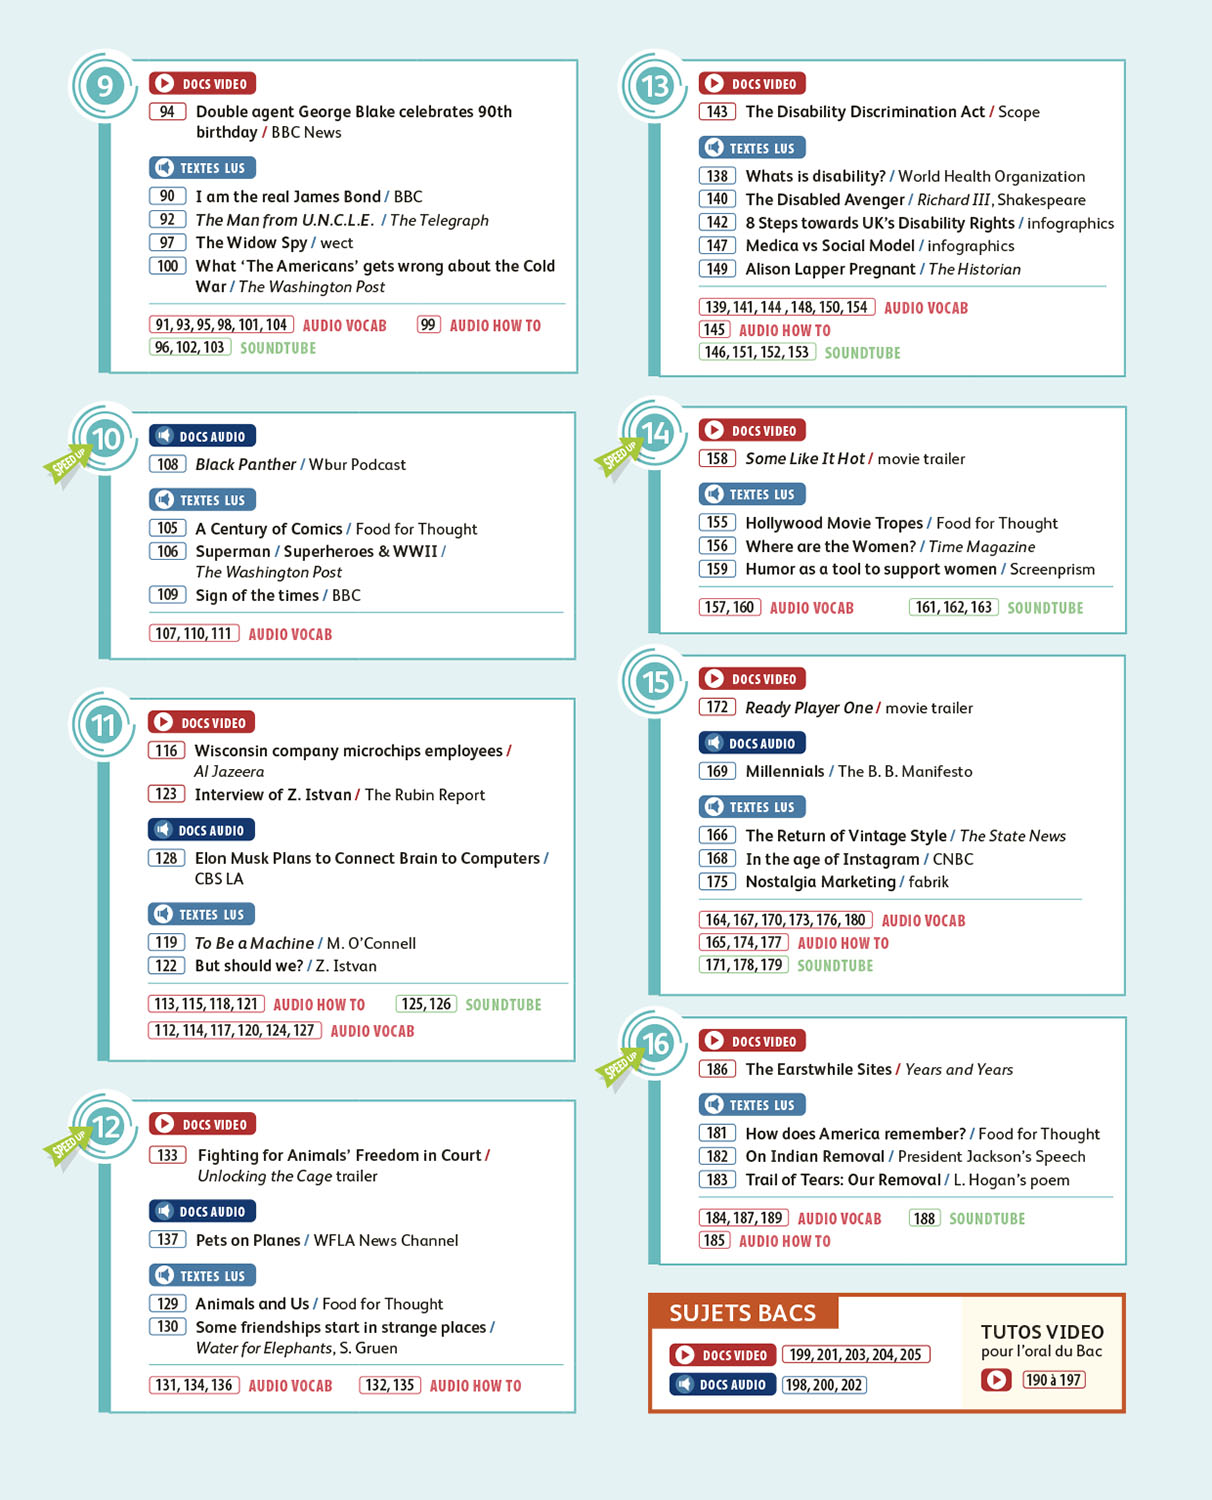 9
DOCS VIDEO
94 Double agent George Blake celebrates 90th
birthday / BBC News
TEXTES LUS
90 I am the real James Bond / BBC
92 The Man from U.N.C.L.E. / The Telegraph
97 The Widow Spy / wect
100 What ‘The Americans’ gets wrong about the Cold
War / The Washington Post
91, 93, 95, 98, 101, 104 AUDIO VOCAB 99 AUDIO HOW TO
96, 102, 103 SOUNDTUBE
10
SPEED UP
DOCS AUDIO
108 Black Panther / Wbur Podcast
TEXTES LUS
105 A Century of Comics / Food for Thought
106 Superman / Superheroes & WWII /
The Washington Post
109 Sign of the times / BBC
107, 110, 111 AUDIO VOCAB
11
DOCS VIDEO
116 Wisconsin company microchips employees /
Al Jazeera
123 Interview of Z. Istvan / The Rubin Report
DOCS AUDIO
128 Elon Musk Plans to Connect Brain to Computers /
CBS LA
TEXTES LUS
119 To Be a Machine / M. O’Connell
122 But should we? / Z. Istvan
113, 115, 118, 121 AUDIO HOW TO 125, 126 SOUNDTUBE
112, 114, 117, 120, 124, 127 AUDIO VOCAB
12
SPEED UP
DOCS VIDEO
133 Fighting for Animals’ Freedom in Court /
Unlocking the Cage trailer
DOCS AUDIO
137 Pets on Planes / WFLA News Channel
TEXTES LUS
129 Animals and Us / Food for Thought
130 Some friendships start in strange places /
Water for Elephants, S. Gruen
131, 134, 136 AUDIO VOCAB 132, 135 AUDIO HOW TO
13
DOCS VIDEO
143 The Disability Discrimination Act / Scope
TEXTES LUS
138 Whats is disability? / World Health Organization
140 The Disabled Avenger / Richard III, Shakespeare
142 8 Steps towards UK’s Disability Rights / infographics
147 Medica vs Social Model / infographics
149 Alison Lapper Pregnant / The Historian
139, 141, 144 , 148, 150, 154 AUDIO VOCAB
145 AUDIO HOW TO
146, 151, 152, 153 SOUNDTUBE
14
SPEED UP
DOCS VIDEO
158 Some Like It Hot / movie trailer
TEXTES LUS
155 Hollywood Movie Tropes / Food for Thought
156 Where are the Women? / Time Magazine
159 Humor as a tool to support women / Screenprism
157, 160 AUDIO VOCAB 161, 162, 163 SOUNDTUBE
15
DOCS VIDEO
172 Ready Player One / movie trailer
DOCS AUDIO
169 Millennials / The B. B. Manifesto
TEXTES LUS
166 The Return of Vintage Style / The State News
168 In the age of Instagram / CNBC
175 Nostalgia Marketing / fabrik
164, 167, 170, 173, 176, 180 AUDIO VOCAB
165, 174, 177 AUDIO HOW TO
171, 178, 179 SOUNDTUBE
16
SPEED UP
DOCS VIDEO
186 The Earstwhile Sites / Years and Years
TEXTES LUS
181 How does America remember? / Food for Thought
182 On Indian Removal / President Jackson’s Speech
183 Trail of Tears: Our Removal / L. Hogan’s poem
184, 187, 189 AUDIO VOCAB 188 SOUNDTUBE
185 AUDIO HOW TO
SUJETS BACS
DOCS VIDEO 199, 201, 203, 204, 205
DOCS AUDIO 198, 200, 202
TUTOS VIDEO
pour l’oral du Bac
190 à 197